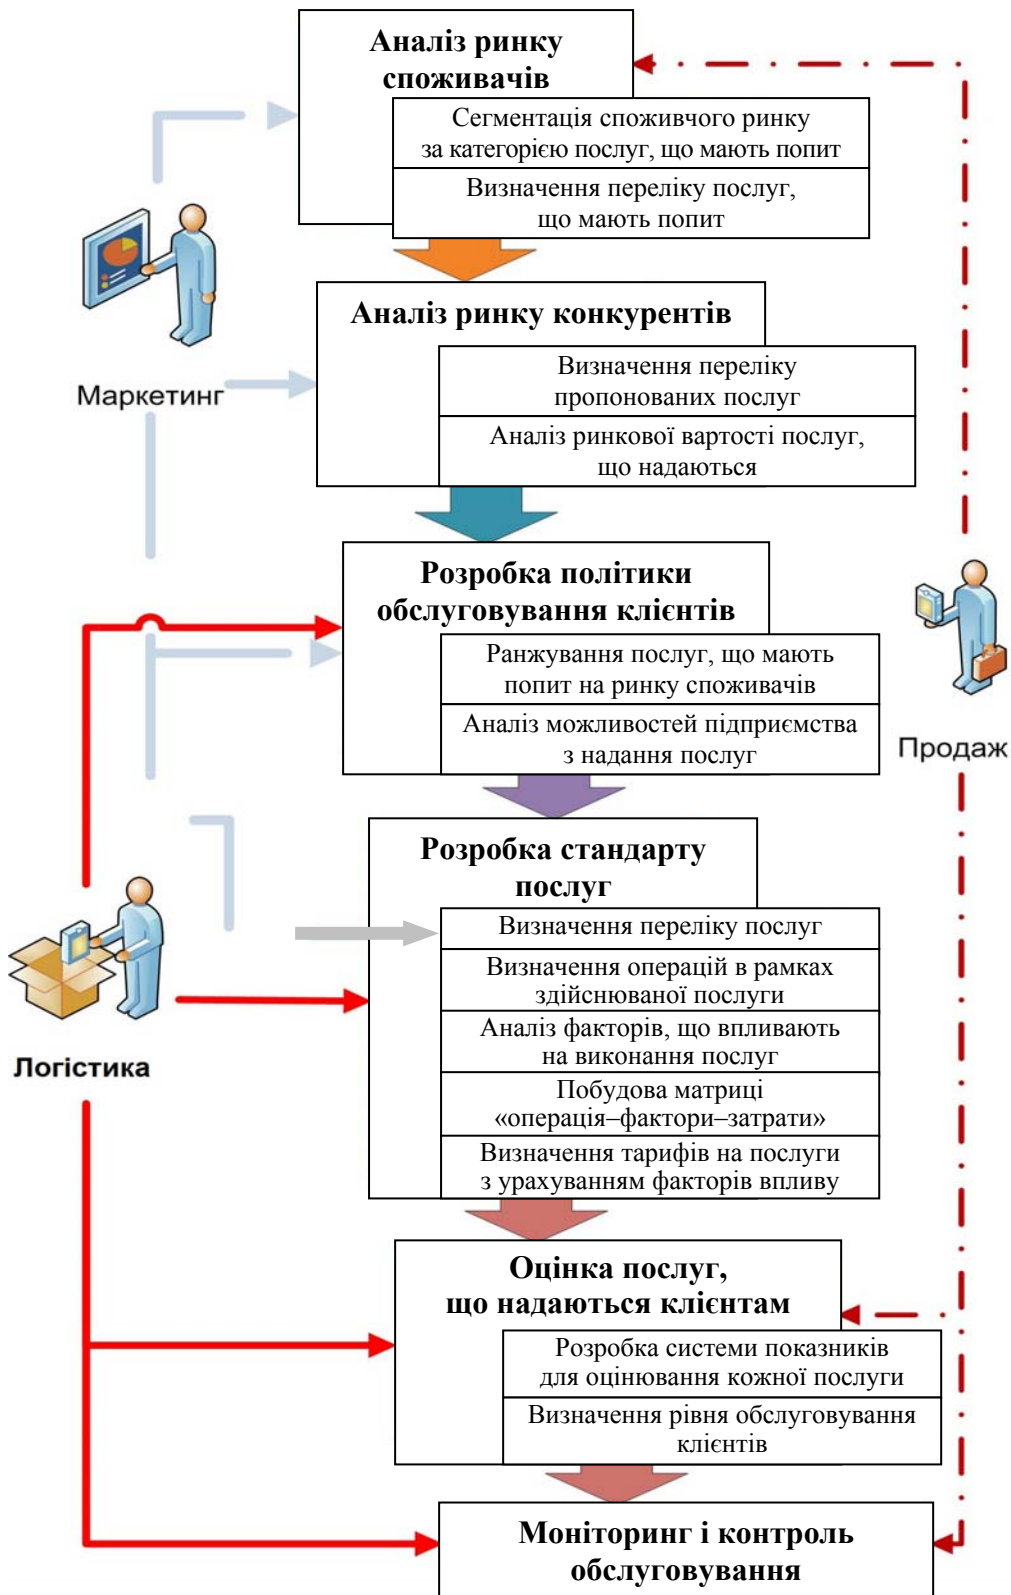 Аналіз ринку
споживачів
Сегментація споживчого ринку
за категорією послуг, що мають попит
Визначення переліку послуг,
що мають попит
Маркетинг
Аналіз ринку конкурентів
Визначення переліку
пропонованих послуг
Аналіз ринкової вартості послуг,
що надаються
Розробка політики
обслуговування клієнтів
Ранжування послуг, що мають
попит на ринку споживачів
Аналіз можливостей підприємства
з надання послуг
Продаж
Розробка стандарту
послуг
Визначення переліку послуг
Визначення операцій в рамках
здійснюваної послуги
Аналіз факторів, що впливають
на виконання послуг
Побудова матриці
«операція–фактори–затрати»
Визначення тарифів на послуги
з урахуванням факторів впливу
Логістика
Оцінка послуг,
що надаються клієнтам
Розробка системи показників
для оцінювання кожної послуги
Визначення рівня обслуговування
клієнтів
Моніторинг і контроль
обслуговування